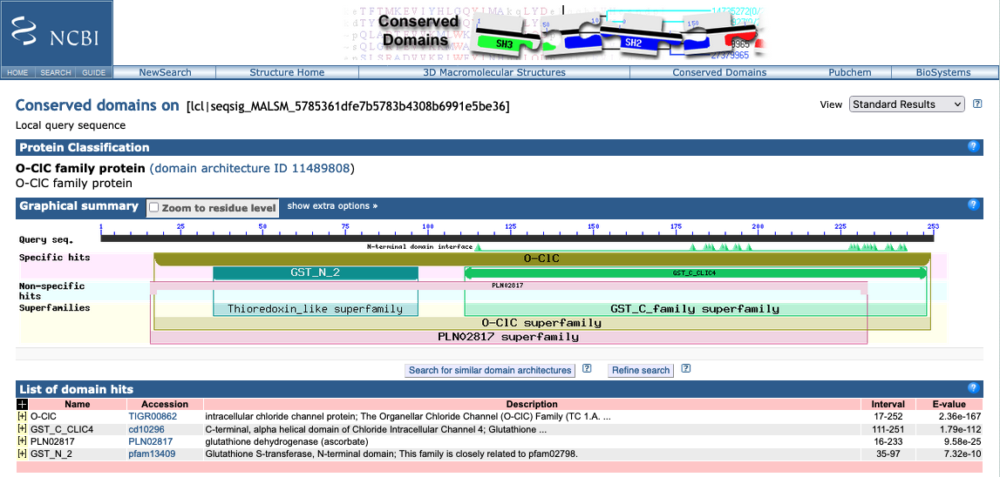 NCBI
HOME SEARCH GUIDE
Conserved
Domains
1 50 100 150
SH3 SH2
27379965
NewSearch Structure Home 3D Macromolecular Structures Conserved Domains Pubchem BioSystems
Conserved domains on [lcl|seqsig_MALSM_5785361dfe7b5783b4308b6991e5be36]
View Standard Results ?
Local query sequence
Protein Classification ?
O-ClC family protein (domain architecture ID 11489808)
O-ClC family protein
Graphical summary Zoom to residue level show extra options » ?
1 25 50 75 100 125 150 175 200 225 253
Query seq.
N-terminal domain interface
Specific hits
O-ClC
GST_N_2 GST_C_CLIC4
Non-specific
hits
PLN02817
Superfamilies
Thioredoxin_like superfamily GST_C_family superfamily
O-ClC superfamily
PLN02817 superfamily
Search for similar domain architectures ? Refine search ?
List of domain hits ?
+ Name Accession Description Interval E-value
+ O-ClC TIGR00862 intracellular chloride channel protein; The Organellar Chloride Channel (O-ClC) Family (TC 1.A. ... 17-252 2.36e-167
+ GST_C_CLIC4 cd10296 C-terminal, alpha helical domain of Chloride Intracellular Channel 4; Glutathione ... 111-251 1.79e-112
+ PLN02817 PLN02817 glutathione dehydrogenase (ascorbate) 16-233 9.58e-25
+ GST_N_2 pfam13409 Glutathione S-transferase, N-terminal domain; This family is closely related to pfam02798. 35-97 7.32e-10